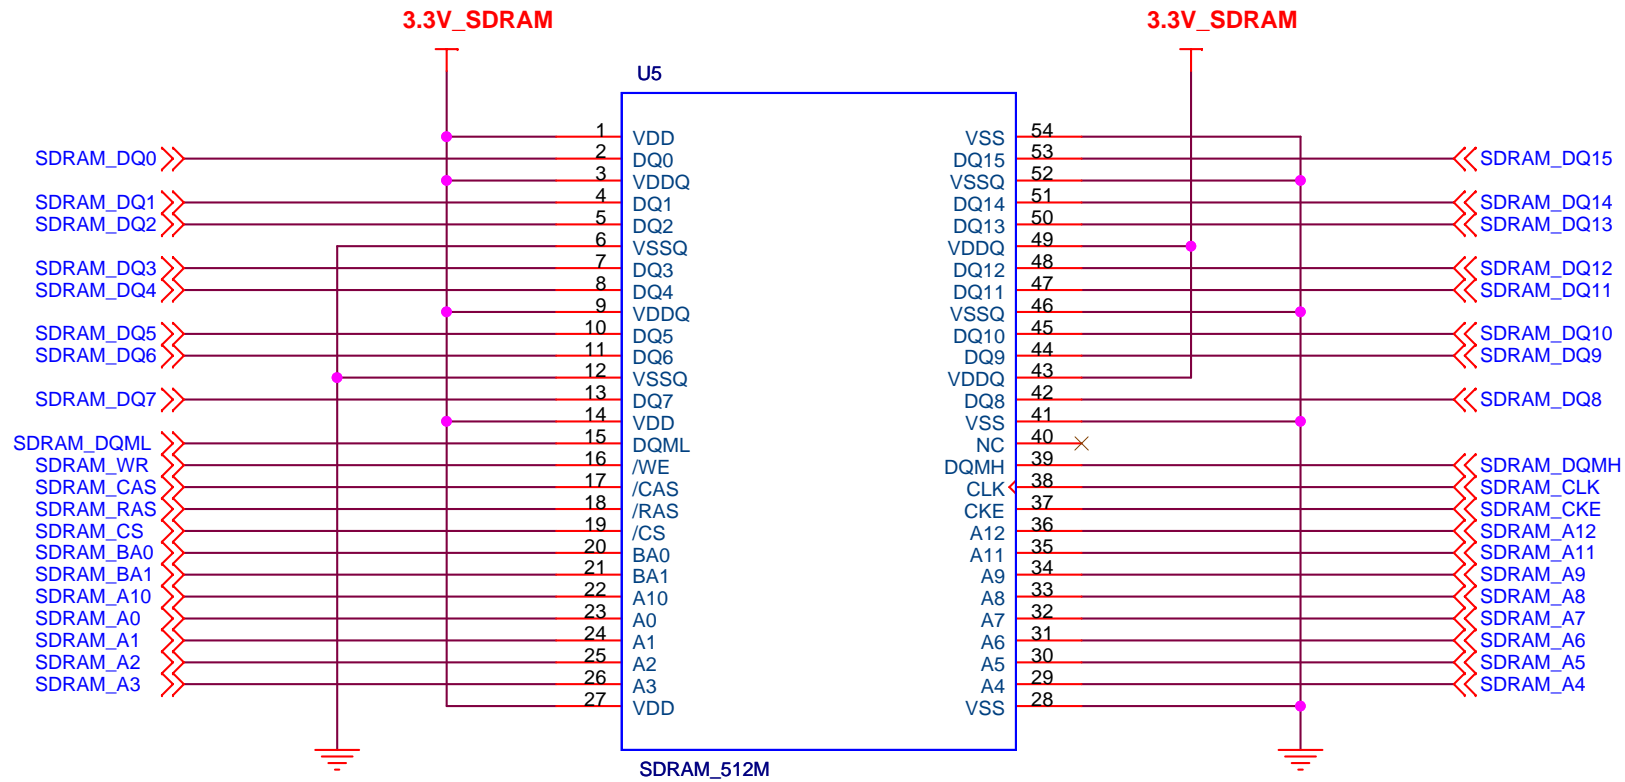 3.3V_SDRAM 3.3V_SDRAM
U5
1 VDD VSS 54
SDRAM_DQ0 2 DQ0 DQ15 53 SDRAM_DQ15
3 VDDQ VSSQ 52
SDRAM_DQ1 4 DQ1 DQ14 51 SDRAM_DQ14
SDRAM_DQ2 5 DQ2 DQ13 50 SDRAM_DQ13
6 VSSQ VDDQ 49
SDRAM_DQ3 7 DQ3 DQ12 48 SDRAM_DQ12
SDRAM_DQ4 8 DQ4 DQ11 47 SDRAM_DQ11
9 VDDQ VSSQ 46
SDRAM_DQ5 10 DQ5 DQ10 45 SDRAM_DQ10
SDRAM_DQ6 11 DQ6 DQ9 44 SDRAM_DQ9
12 VSSQ VDDQ 43
SDRAM_DQ7 13 DQ7 DQ8 42 SDRAM_DQ8
14 VDD VSS 41
SDRAM_DQML 15 DQML NC 40
SDRAM_WR 16 /WE DQMH 39 SDRAM_DQMH
SDRAM_CAS 17 /CAS CLK 38 SDRAM_CLK
SDRAM_RAS 18 /RAS CKE 37 SDRAM_CKE
SDRAM_CS 19 /CS A12 36 SDRAM_A12
SDRAM_BA0 20 BA0 A11 35 SDRAM_A11
SDRAM_BA1 21 BA1 A9 34 SDRAM_A9
SDRAM_A10 22 A10 A8 33 SDRAM_A8
SDRAM_A0 23 A0 A7 32 SDRAM_A7
SDRAM_A1 24 A1 A6 31 SDRAM_A6
SDRAM_A2 25 A2 A5 30 SDRAM_A5
SDRAM_A3 26 A3 A4 29 SDRAM_A4
27 VDD VSS 28
SDRAM_512M